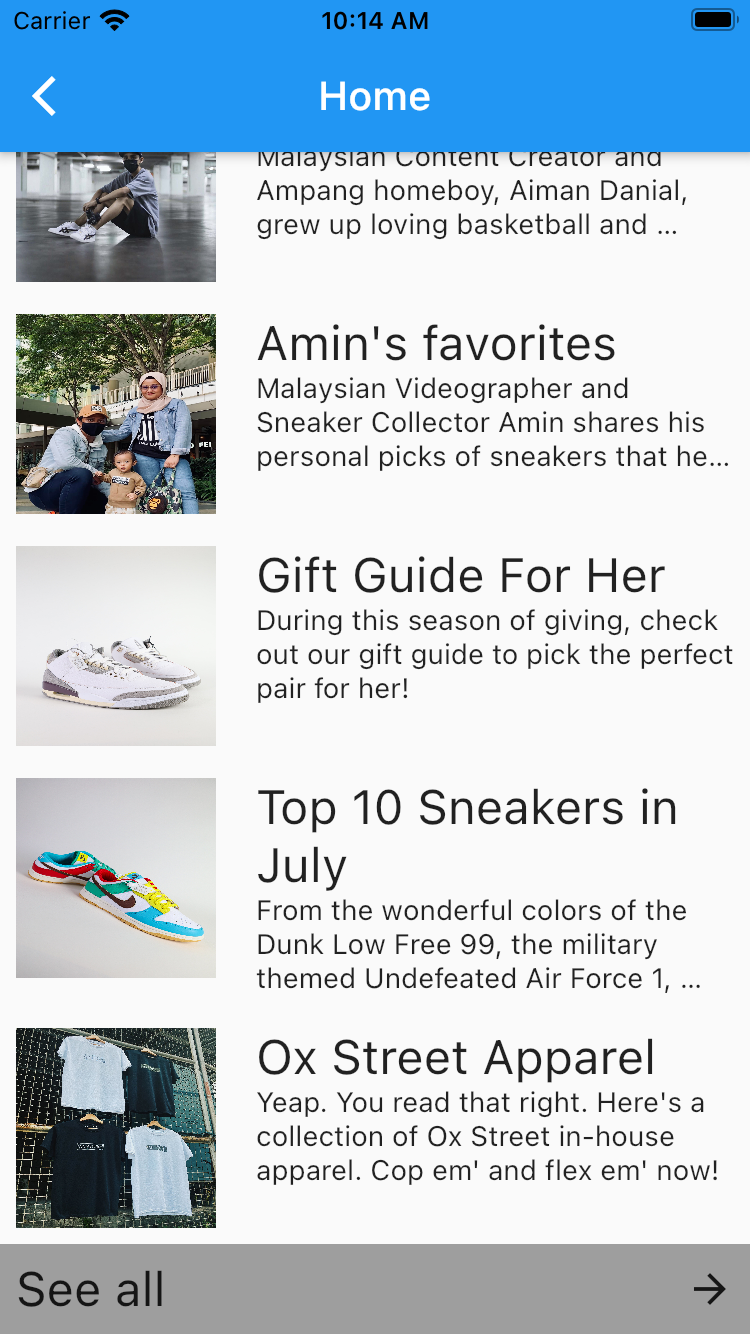 Carrier 10:14 AM
Home
Malaysian Content Creator and
Ampang homeboy, Aiman Danial,
grew up loving basketball and ...
Amin's favorites
Malaysian Videographer and
Sneaker Collector Amin shares his
personal picks of sneakers that he...
Gift Guide For Her
During this season of giving, check
out our gift guide to pick the perfect
pair for her!
Top 10 Sneakers in
July
From the wonderful colors of the
Dunk Low Free 99, the military
themed Undefeated Air Force 1, ...
Ox Street Apparel
Yeap. You read that right. Here's a
collection of Ox Street in-house
apparel. Cop em' and flex em' now!
See all